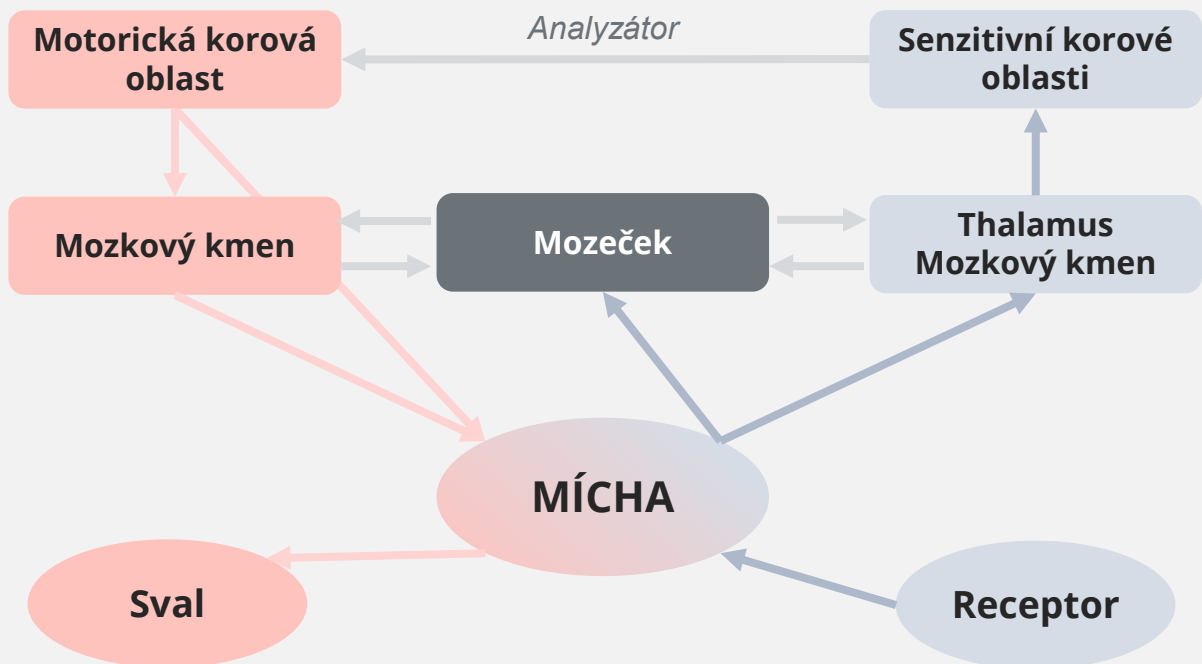 Motorická korová
oblast
Analyzátor
Senzitivní korové
oblasti
Mozkový kmen
Mozeček
Thalamus
Mozkový kmen
MÍCHA
Sval
Receptor